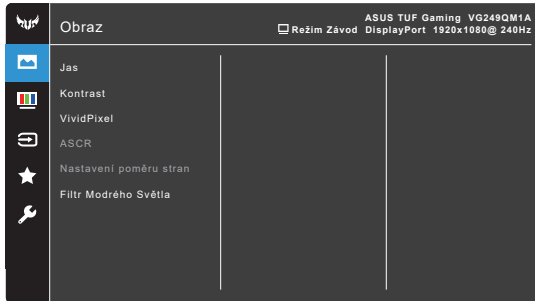 Obraz
ASUS TUF Gaming VG249QM1A
Režim Závod DisplayPort 1920x1080@ 240Hz
Jas
Kontrast
VividPixel
ASCR
Nastavení poměru stran
Filtr Modrého Světla